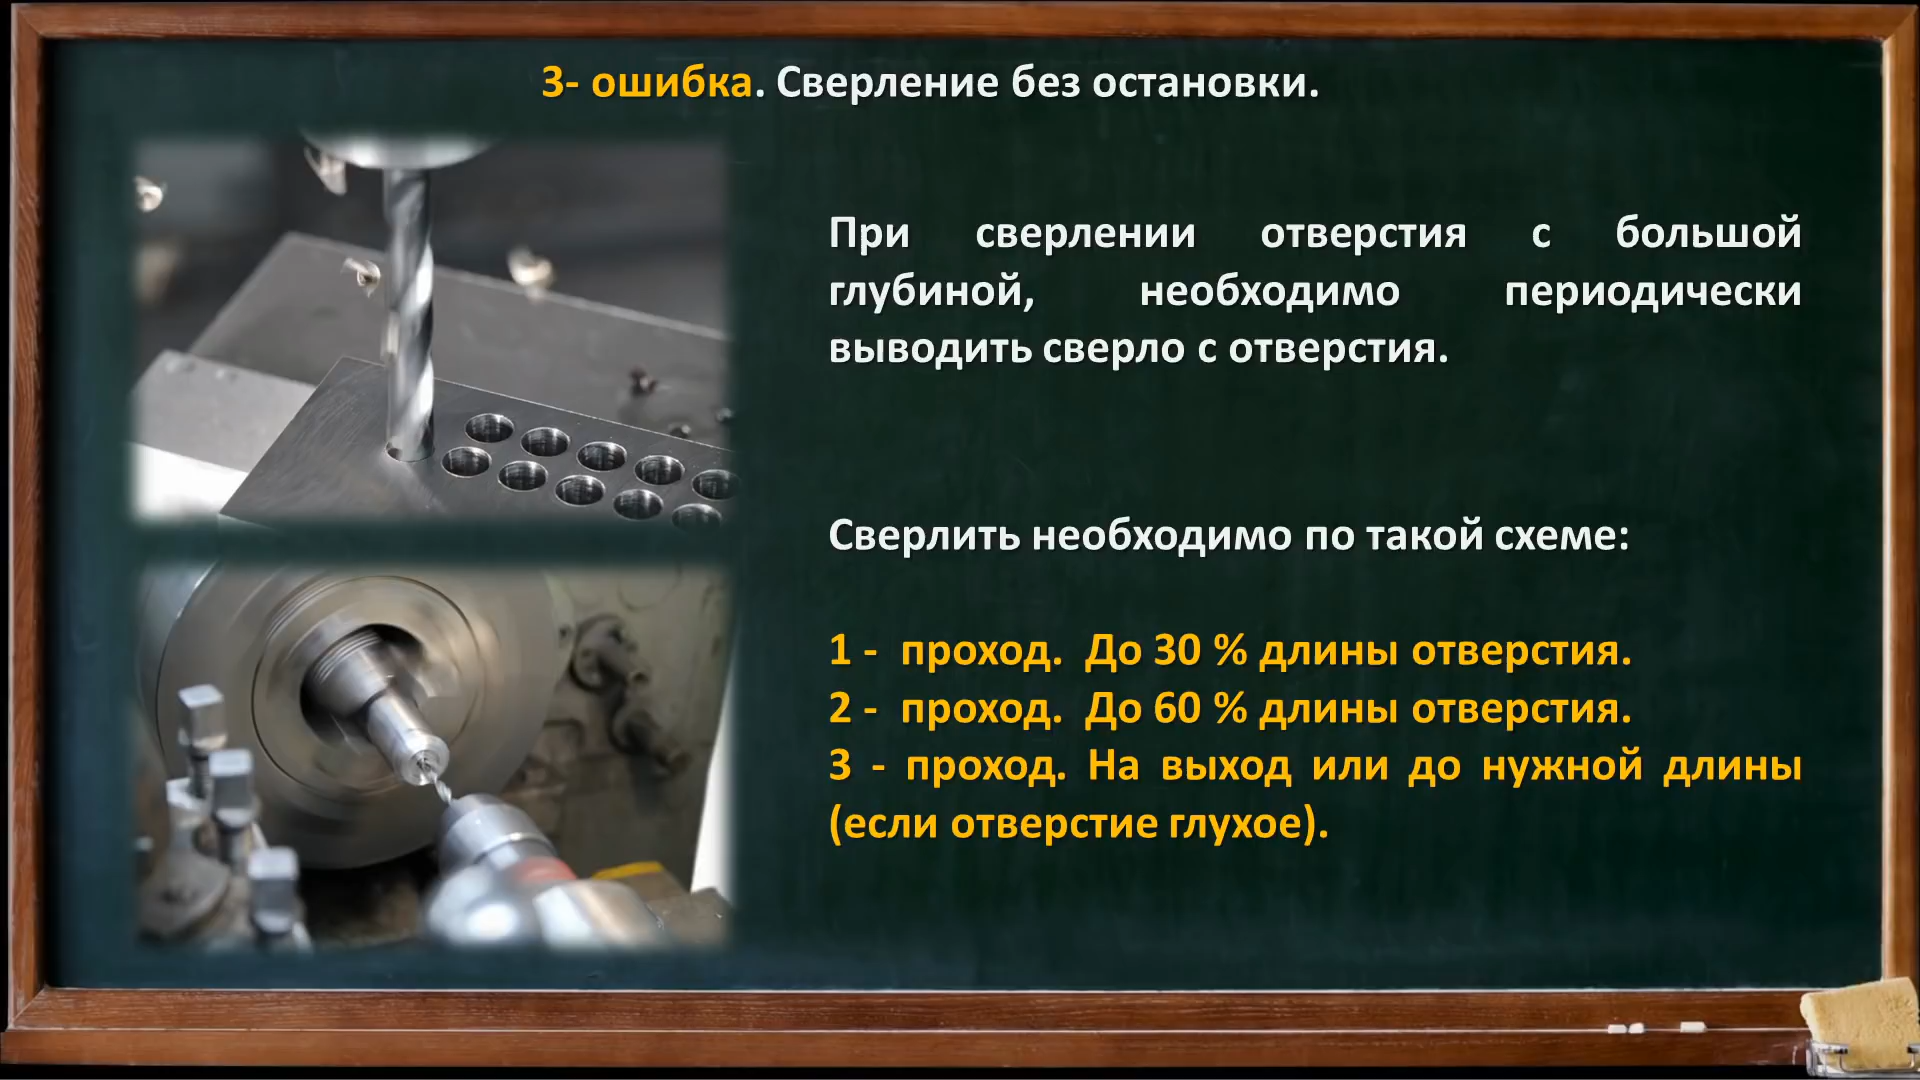 3- ошибка. Сверление без остановки.
При сверлении отверстия с большой
глубиной, необходимо периодически
выводить сверло с отверстия.
Сверлить необходимо по такой схеме:
1 - проход. До 30 % длины отверстия.
2 - проход. До 60 % длины отверстия.
3 - проход. На выход или до нужной длины
(если отверстие глухое).